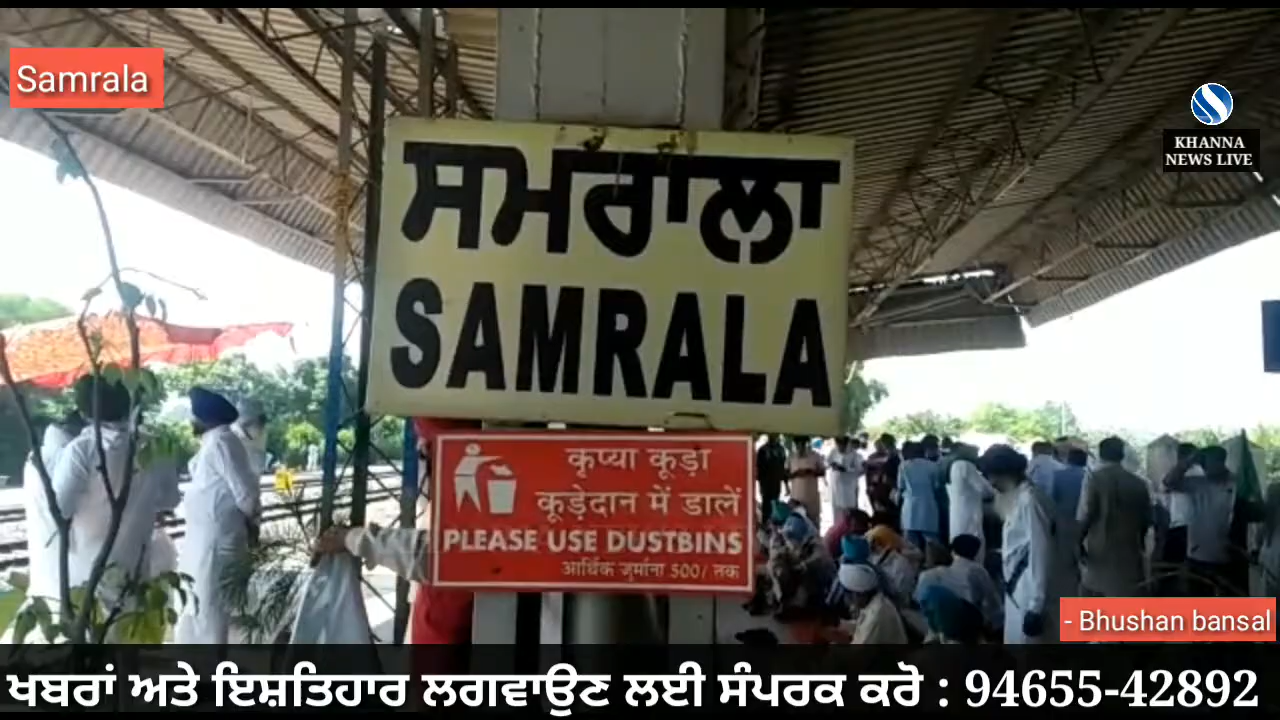 Samrala
KHANNA
NEWS LIVE
ਸਮਰਾਲਾ
SAMRALA
कृप्या कूड़ा
कूड़ेदान में डालें
PLEASE USE DUSTBINS
आर्थिक जुर्माना 500/ तक
- Bhushan bansal
ਖਬਰਾਂ ਅਤੇ ਇਸ਼ਤਿਹਾਰ ਲਗਵਾਉਣ ਲਈ ਸੰਪਰਕ ਕਰੋ : 94655-42892